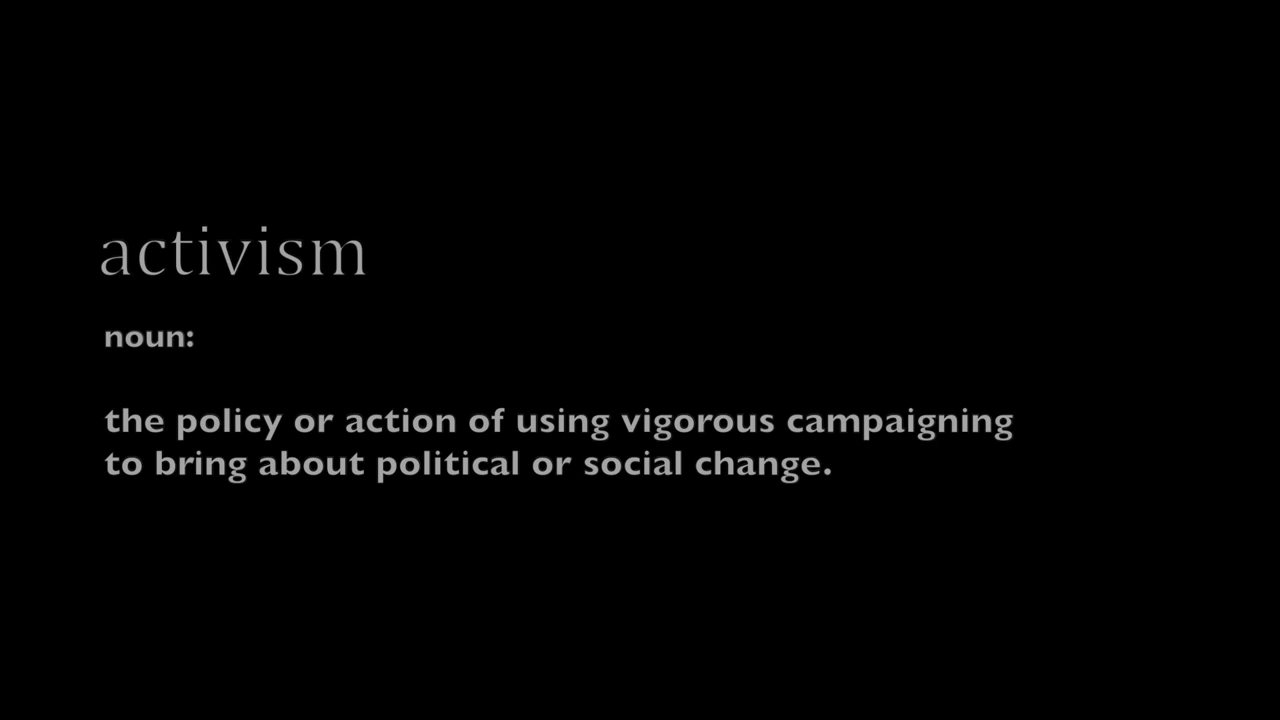 activism
noun:
the policy or action of using vigorous campaigning
to bring about political or social change.